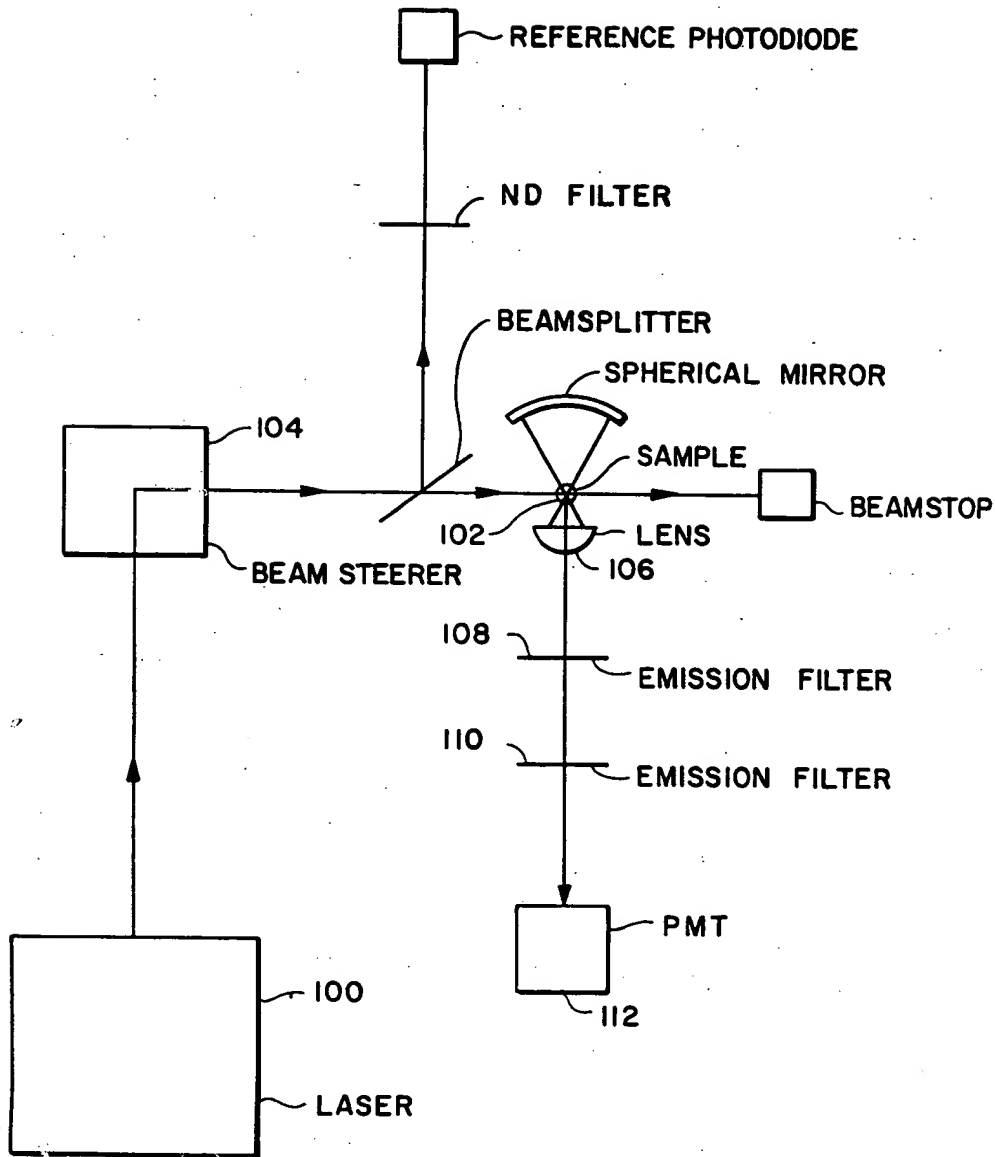 REFERENCE PHOTODIODE
ND FILTER
BEAMSPLITTER
SPHERICAL MIRROR
104
SAMPLE
102
LENS
BEAMSTOP
BEAM STEERER
106
108
EMISSION FILTER
110
EMISSION FILTER
PMT
100
112
LASER